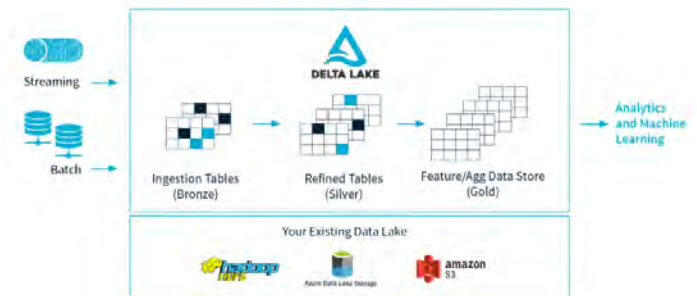 Streaming
Batch
DELTA LAKE
Ingestion Tables
(Bronze)
Refined Tables
(Silver)
Feature/Agg Data Store
(Gold)
Analytics
and Machine
Learning
Your Existing Data Lake
hadoop
Azure Data Lake Storage
amazon
S3